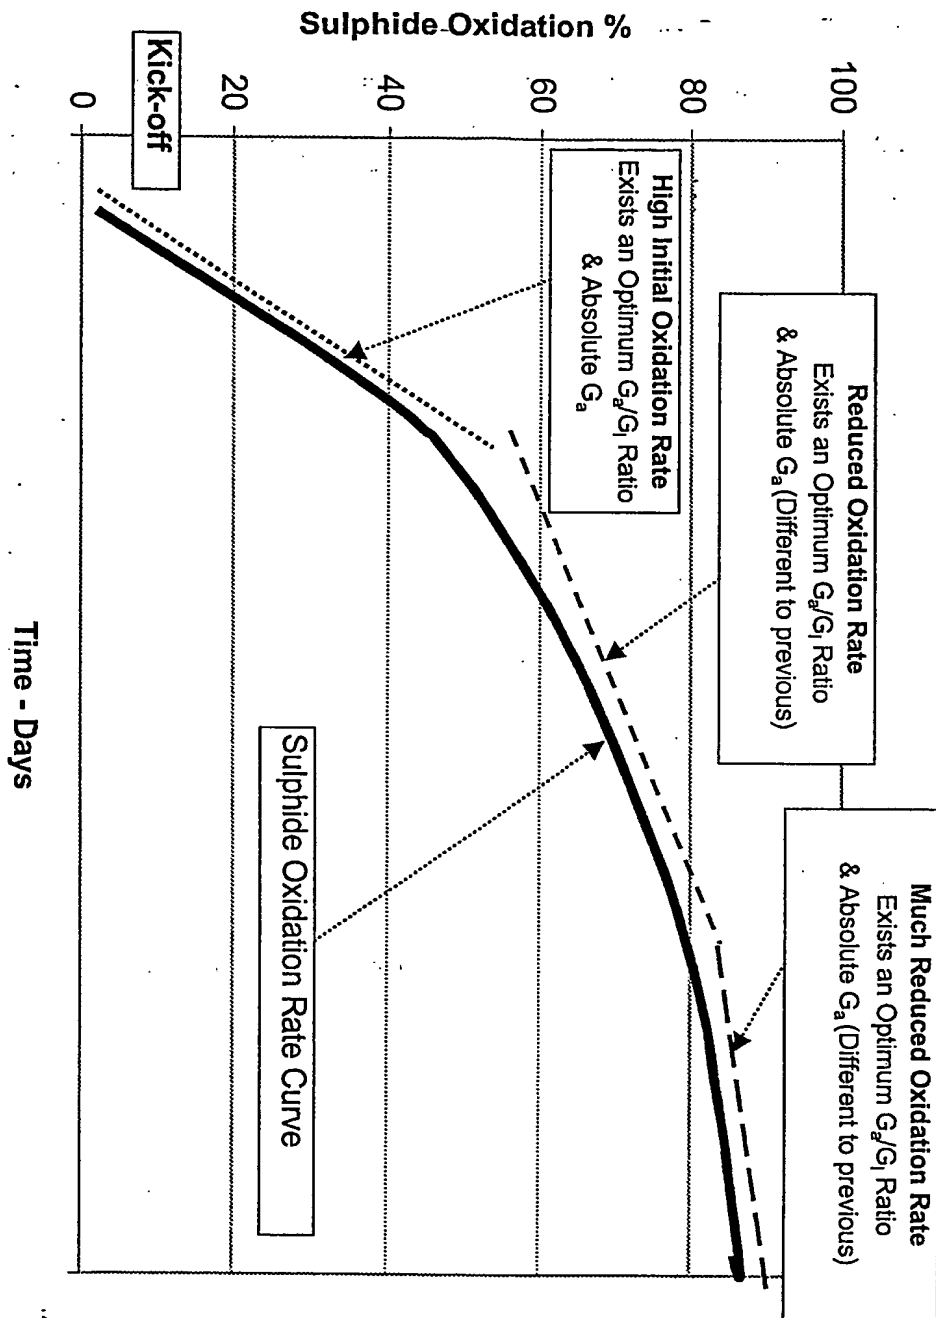 Sulphide Oxidation %
100
80
60
40
20
0
Kick-off
High Initial Oxidation Rate
Exists an Optimum Gₐ/Gₗ Ratio
& Absolute Gₐ
Reduced Oxidation Rate
Exists an Optimum Gₐ/Gₗ Ratio
& Absolute Gₐ (Different to previous)
Much Reduced Oxidation Rate
Exists an Optimum Gₐ/Gₗ Ratio
& Absolute Gₐ (Different to previous)
Sulphide Oxidation Rate Curve
Time - Days